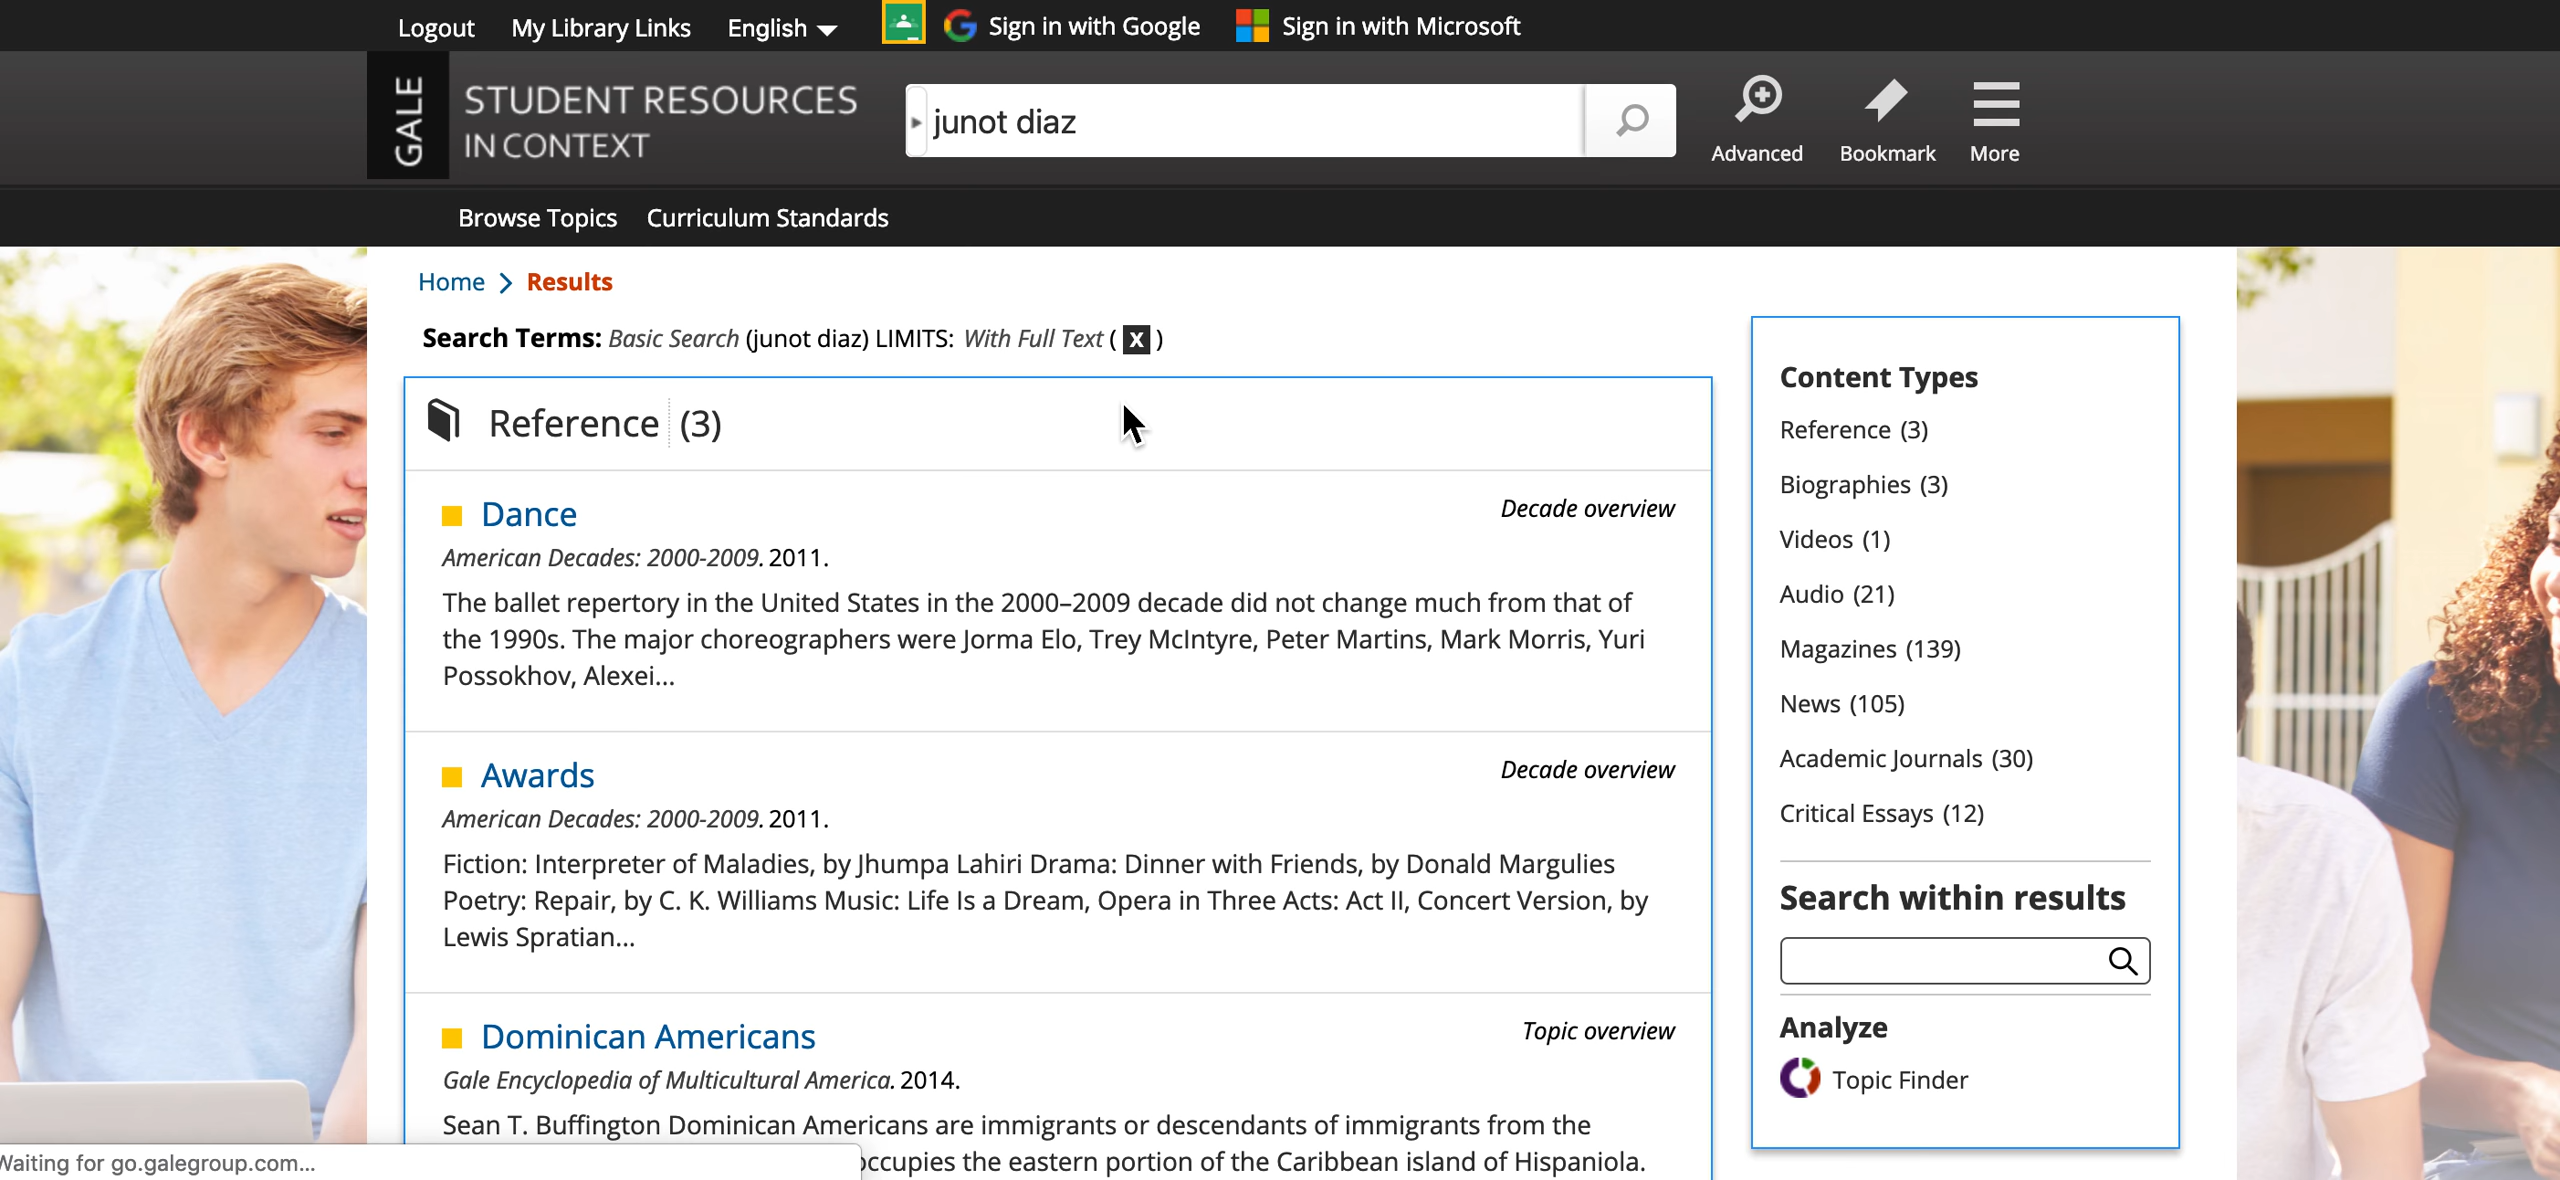 Logout My Library Links English Sign in with Google Sign in with Microsoft
GALE STUDENT RESOURCES
IN CONTEXT
junot diaz
Advanced Bookmark More
Browse Topics Curriculum Standards
Home > Results
Search Terms: Basic Search (junot diaz) LIMITS: With Full Text ( X )
Reference (3)
Dance Decade overview
American Decades: 2000-2009. 2011.
The ballet repertory in the United States in the 2000–2009 decade did not change much from that of
the 1990s. The major choreographers were Jorma Elo, Trey McIntyre, Peter Martins, Mark Morris, Yuri
Possokhov, Alexei...
Awards Decade overview
American Decades: 2000-2009. 2011.
Fiction: Interpreter of Maladies, by Jhumpa Lahiri Drama: Dinner with Friends, by Donald Margulies
Poetry: Repair, by C. K. Williams Music: Life Is a Dream, Opera in Three Acts: Act II, Concert Version, by
Lewis Spratian...
Dominican Americans Topic overview
Gale Encyclopedia of Multicultural America. 2014.
Sean T. Buffington Dominican Americans are immigrants or descendants of immigrants from the
occupies the eastern portion of the Caribbean island of Hispaniola.
Content Types
Reference (3)
Biographies (3)
Videos (1)
Audio (21)
Magazines (139)
News (105)
Academic Journals (30)
Critical Essays (12)
Search within results
Analyze
Topic Finder
Waiting for go.galegroup.com...